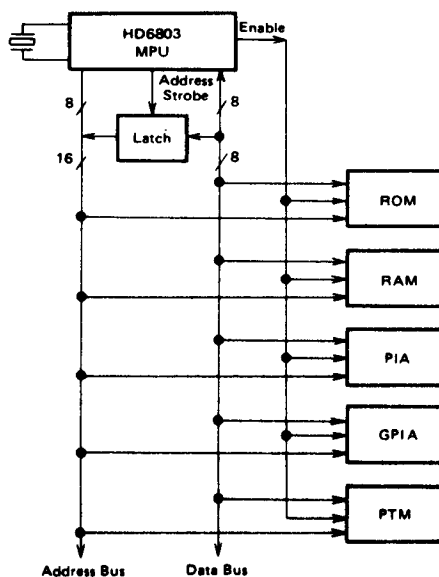 HD6803
MPU
Enable
Address
Strobe
8
8
Latch
16
8
ROM
RAM
PIA
GPIA
PTM
Address Bus
Data Bus